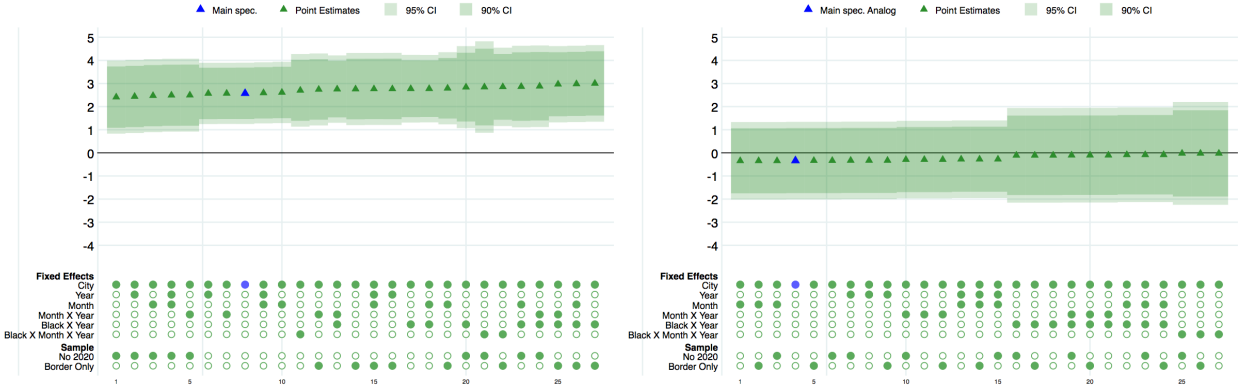 Main spec. Point Estimates 95% CI 90% CI
5
4
3
2
1
0
-1
-2
-3
-4
Fixed Effects
City
Year
Month
Month X Year
Black X Year
Black X Month X Year
Sample
No 2020
Border Only
1 5 10 15 20 25
Main spec. Analog Point Estimates 95% CI 90% CI
5
4
3
2
1
0
-1
-2
-3
-4
Fixed Effects
City
Year
Month
Month X Year
Black X Year
Black X Month X Year
Sample
No 2020
Border Only
1 5 10 15 20 25